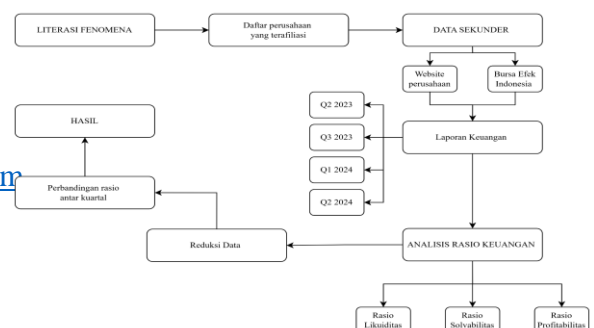 LITERASI FENOMENA
Daftar perusahaan
yang terafiliasi
DATA SEKUNDER
Website
perusahaan
Bursa Efek
Indonesia
Laporan Keuangan
Q2 2023
Q3 2023
Q1 2024
Q2 2024
HASIL
m
Perbandingan rasio
antar kuartal
Reduksi Data
ANALISIS RASIO KEUANGAN
Rasio
Likuiditas
Rasio
Solvabilitas
Rasio
Profitabilitas